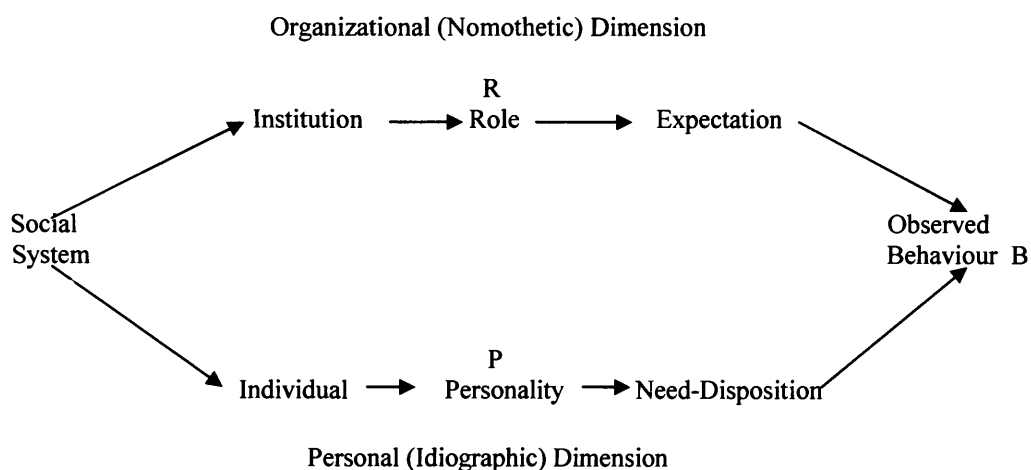 Organizational (Nomothetic) Dimension
R
Institution Role Expectation
Social
System
Observed
Behaviour B
P
Individual Personality Need-Disposition
Personal (Idiographic) Dimension